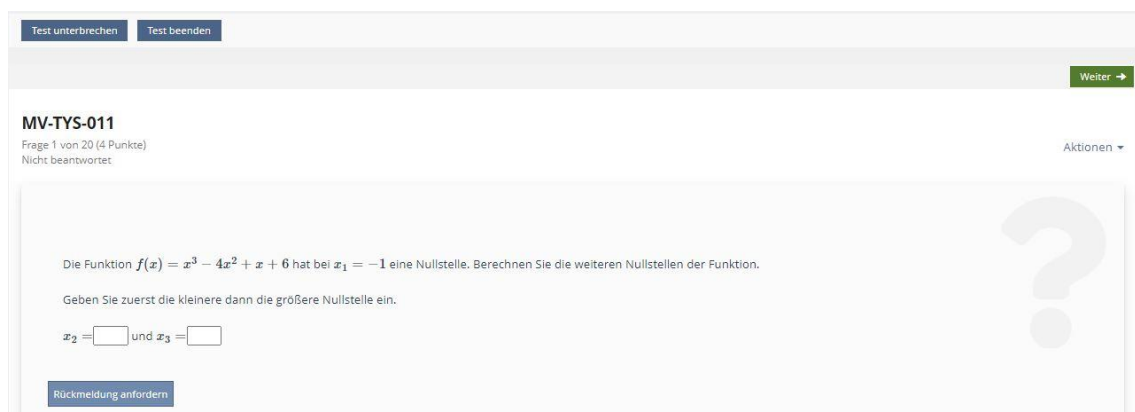 Test unterbrechen Test beenden
Weiter →
MV-TYS-011
Frage 1 von 20 (4 Punkte)
Nicht beantwortet
Aktionen
Die Funktion f(x) = x³ − 4x² + x + 6 hat bei x₁ = −1 eine Nullstelle. Berechnen Sie die weiteren Nullstellen der Funktion.
Geben Sie zuerst die kleinere dann die größere Nullstelle ein.
x₂ = und x₃ =
Rückmeldung anfordern